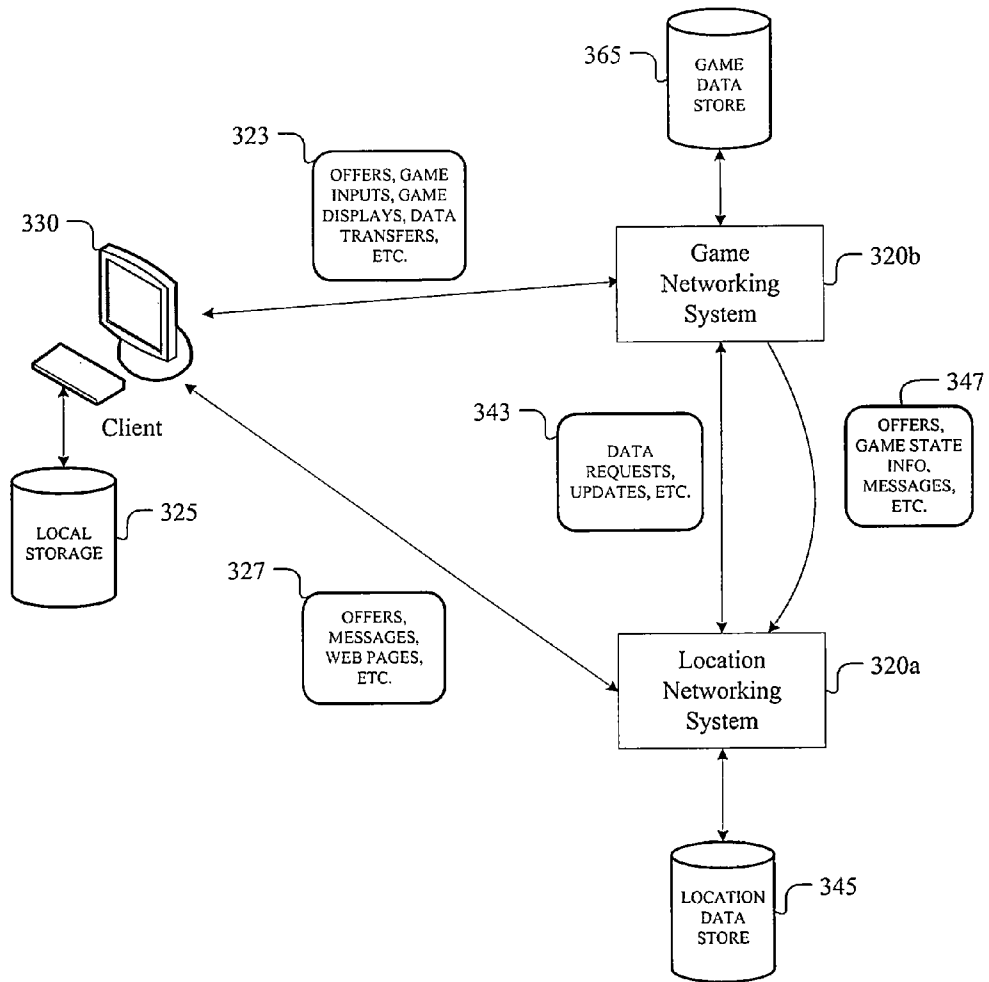 365
GAME
DATA
STORE
323
OFFERS, GAME
INPUTS, GAME
DISPLAYS, DATA
TRANSFERS,
ETC.
330
Game
Networking
System
320b
Client
343
DATA
REQUESTS,
UPDATES, ETC.
347
OFFERS,
GAME STATE
INFO,
MESSAGES,
ETC.
LOCAL
STORAGE
325
327
OFFERS,
MESSAGES,
WEB PAGES,
ETC.
Location
Networking
System
320a
LOCATION
DATA
STORE
345